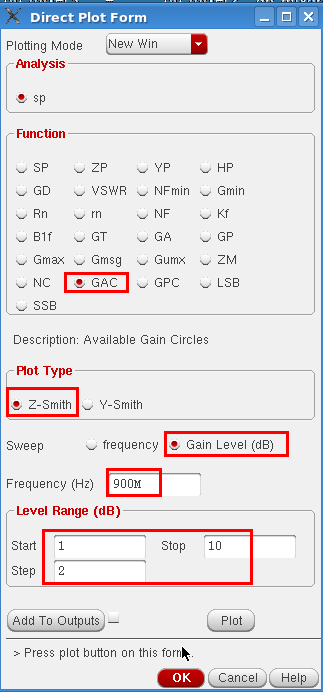 Direct Plot Form
Plotting Mode New Win
Analysis
sp
Function
SP ZP YP HP
GD VSWR NFmin Gmin
Rn rn NF Kf
B1f GT GA GP
Gmax Gmsg Gumx ZM
NC GAC GPC LSB
SSB
Description: Available Gain Circles
Plot Type
Z-Smith Y-Smith
Sweep frequency Gain Level (dB)
Frequency (Hz) 900M
Level Range (dB)
Start 1 Stop 10
Step 2
Add To Outputs Plot
> Press plot button on this form...
OK Cancel Help